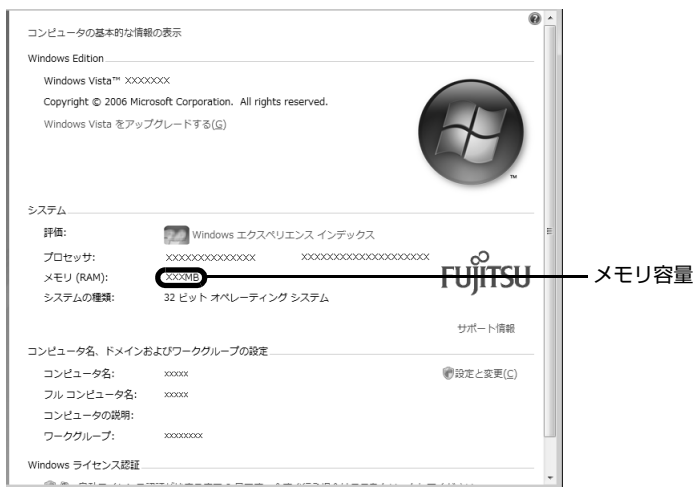 コンピュータの基本的な情報の表示
Windows Edition
Windows Vista™ XXXXXXX
Copyright © 2006 Microsoft Corporation. All rights reserved.
Windows Vista をアップグレードする(G)
TM
システム
評価: Windows エクスペリエンス インデックス
プロセッサ: XXXXXXXXXXXXXX XXXXXXXXXXXXXXXXXXXX
メモリ (RAM): XXXMB メモリ容量
FUJITSU
システムの種類: 32 ビット オペレーティング システム
サポート情報
コンピュータ名、ドメインおよびワークグループの設定
コンピュータ名: xxxxx 設定と変更(C)
フル コンピュータ名: xxxxx
コンピュータの説明:
ワークグループ: xxxxxxxx
Windows ライセンス認証